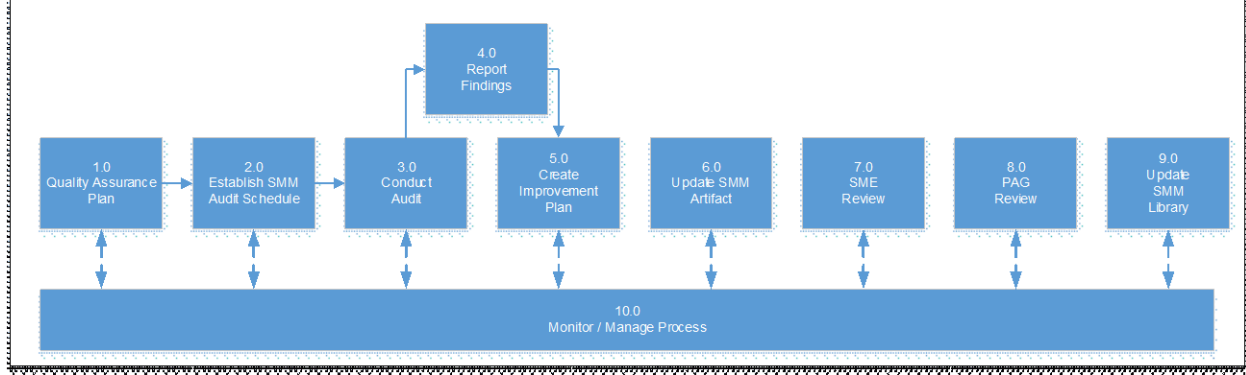 4.0
Report
Findings
1.0
Quality Assurance
Plan
2.0
Establish SMM
Audit Schedule
3.0
Conduct
Audit
5.0
Create
Improvement
Plan
6.0
Update SMM
Artifact
7.0
SME
Review
8.0
PAG
Review
9.0
Update
SMM
Library
10.0
Monitor / Manage Process